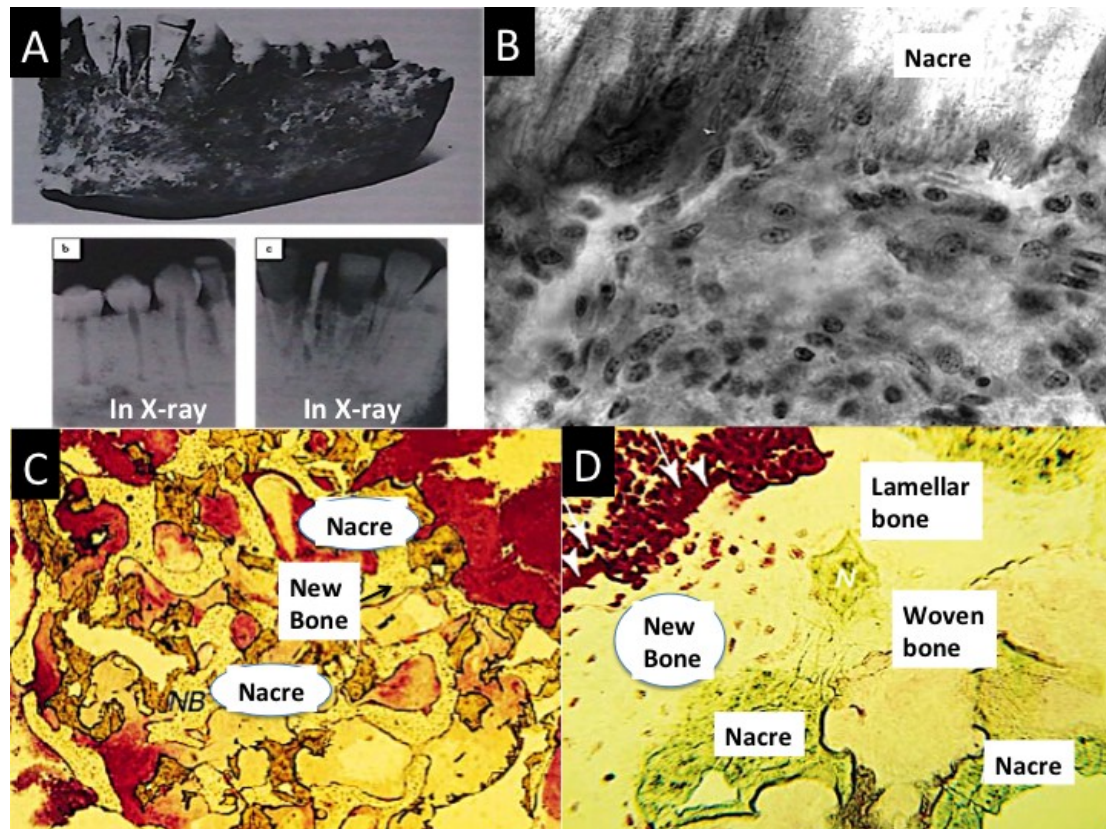 A
b
c
In X-ray
In X-ray
B
Nacre
C
Nacre
New
Bone
NB
Nacre
D
Lamellar
bone
N
New
Bone
Woven
bone
Nacre
Nacre